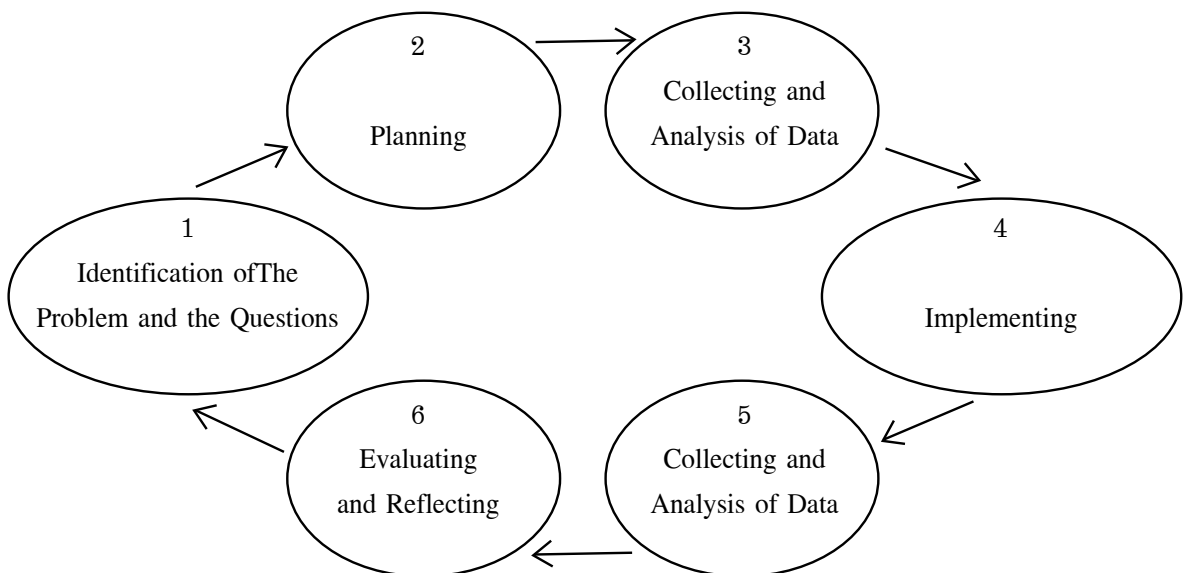 1
Identification ofThe
Problem and the Questions
2
Planning
3
Collecting and
Analysis of Data
4
Implementing
5
Collecting and
Analysis of Data
6
Evaluating
and Reflecting